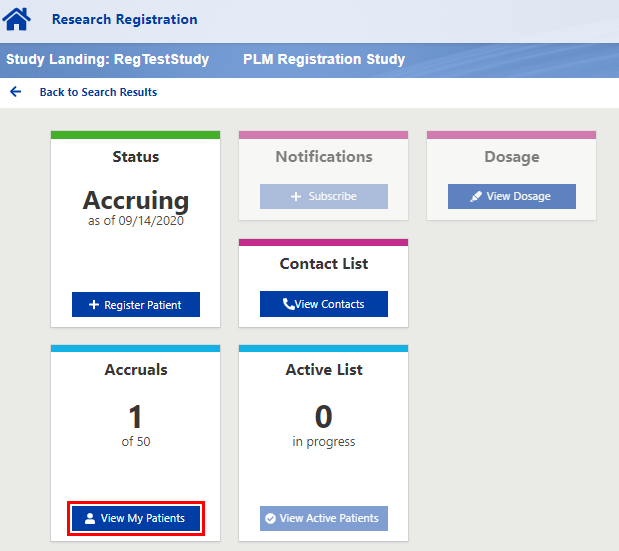 Research Registration
Study Landing: RegTestStudy PLM Registration Study
Back to Search Results
Status
Accruing
as of 09/14/2020
Register Patient
Notifications
Subscribe
Dosage
View Dosage
Contact List
View Contacts
Accruals
1
of 50
View My Patients
Active List
0
in progress
View Active Patients